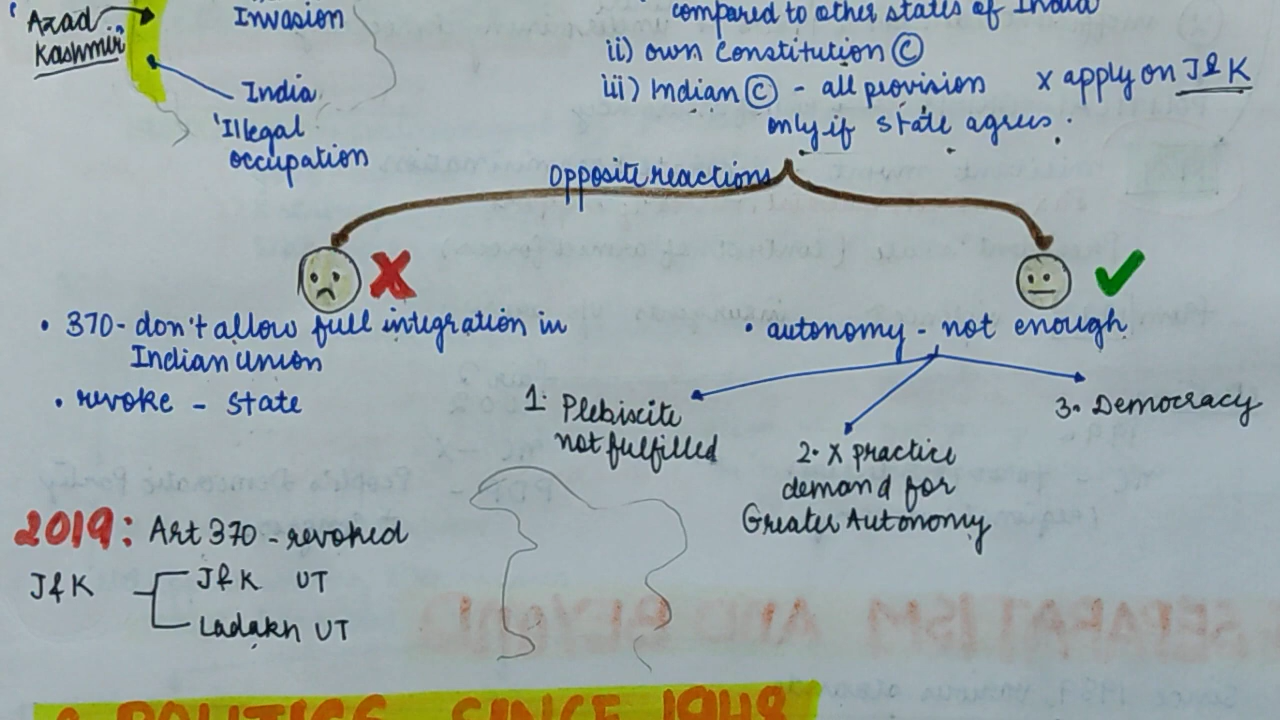 Azad
Kashmir
Invasion
India
'Illegal
occupation
compared to other states of India
ii) own constitution ©
iii) Indian © - all provision x apply on J&K
only if state agrees.
opposite reactions
• 370 - don't allow full integration in
Indian Union
• revoke - state
• autonomy - not enough
1. Plebiscite
not fulfilled
2. x practice
demand for
Greater Autonomy
3. Democracy
2019: Art 370 - revoked
J&K
J&K UT
Ladakh UT
POLITICS SINCE 1948
SEPARATISM AND BEYOND